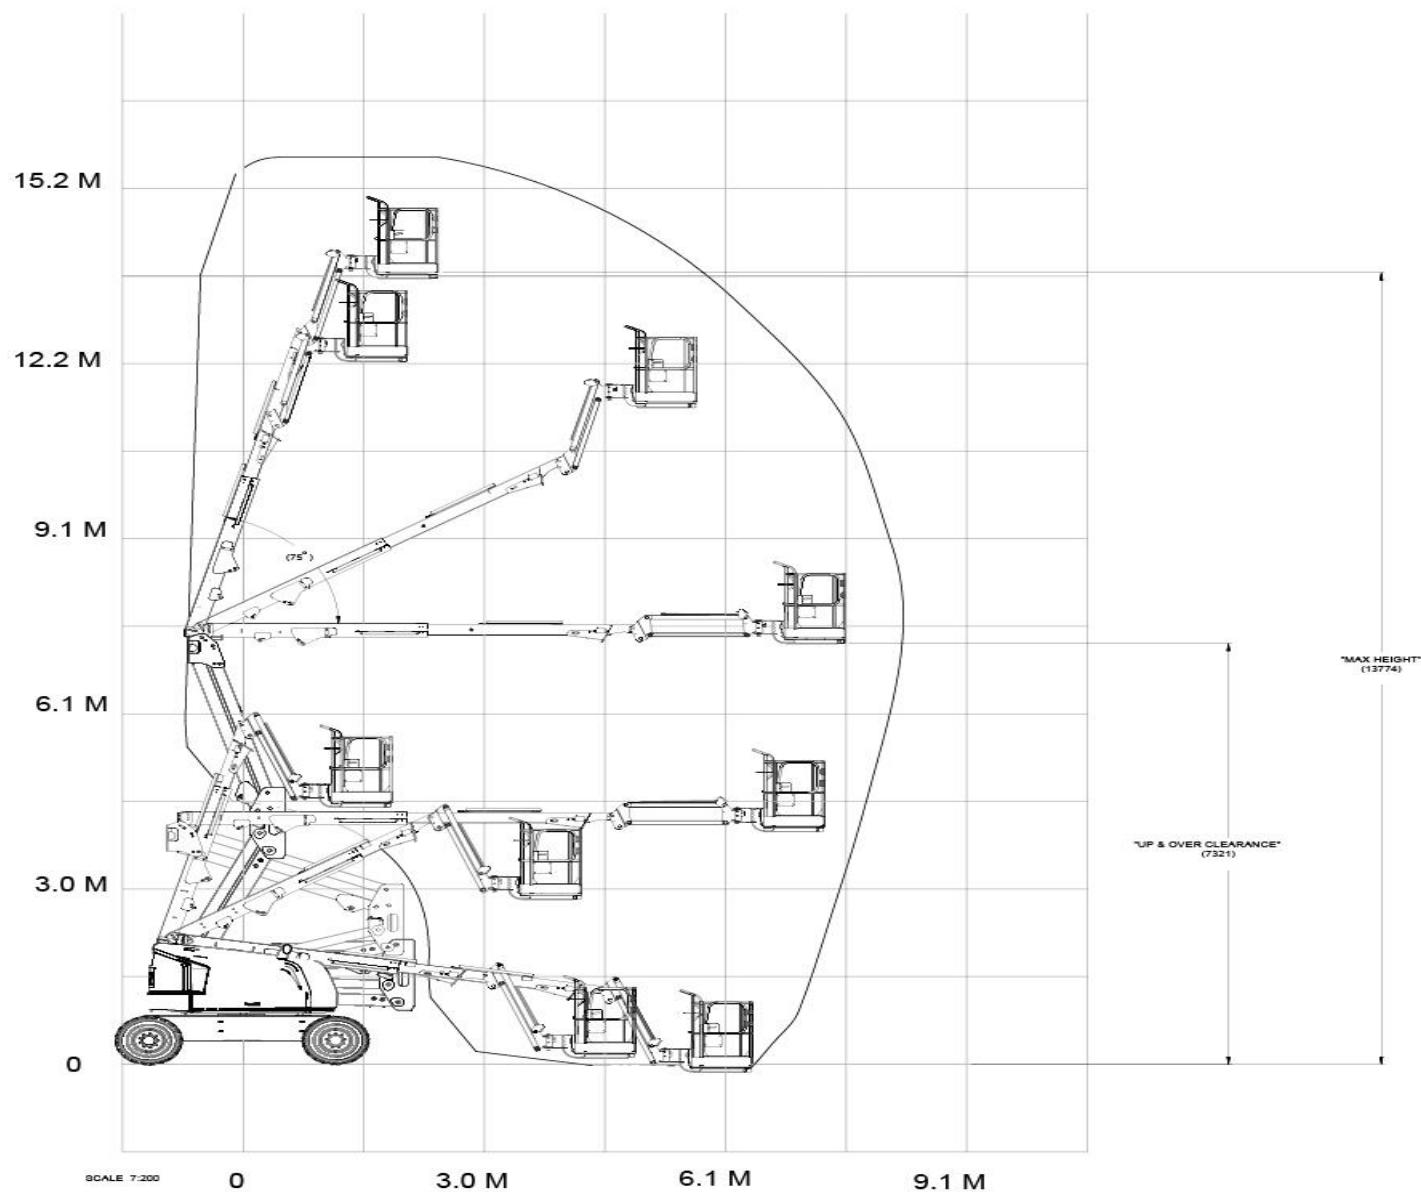 15.2 M
12.2 M
9.1 M
(75°)
"MAX HEIGHT"
(13774)
6.1 M
"UP & OVER CLEARANCE"
(7321)
3.0 M
0
SCALE 7:200
0
3.0 M
6.1 M
9.1 M